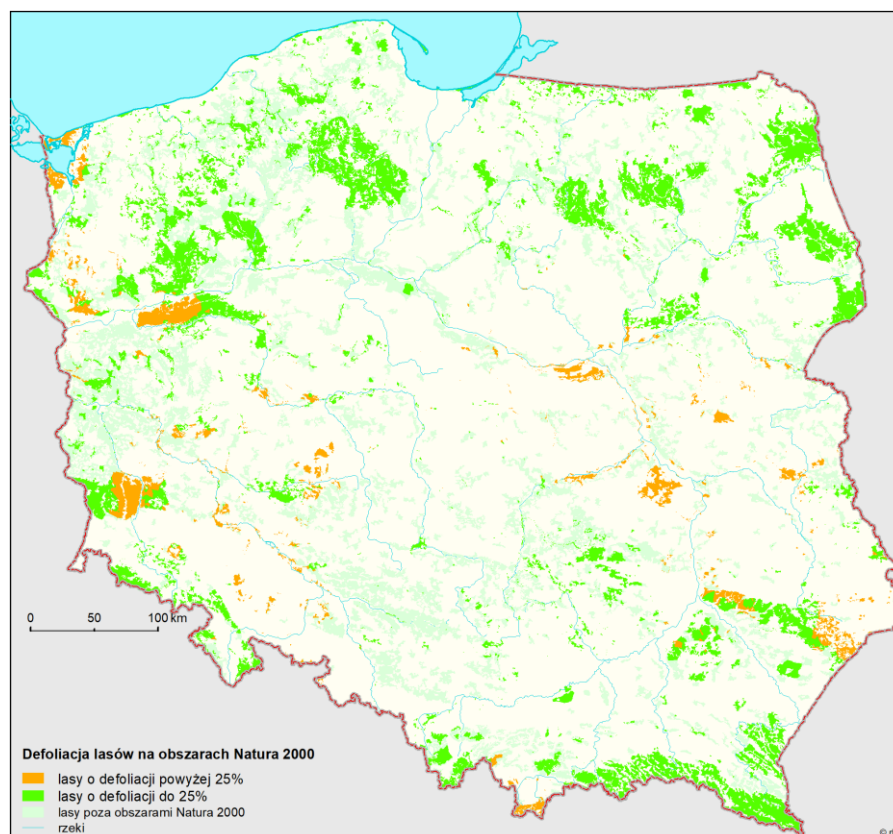 0 50 100 km
Defoliacja lasów na obszarach Natura 2000
lasy o defoliacji powyżej 25%
lasy o defoliacji do 25%
lasy poza obszarami Natura 2000
rzeki